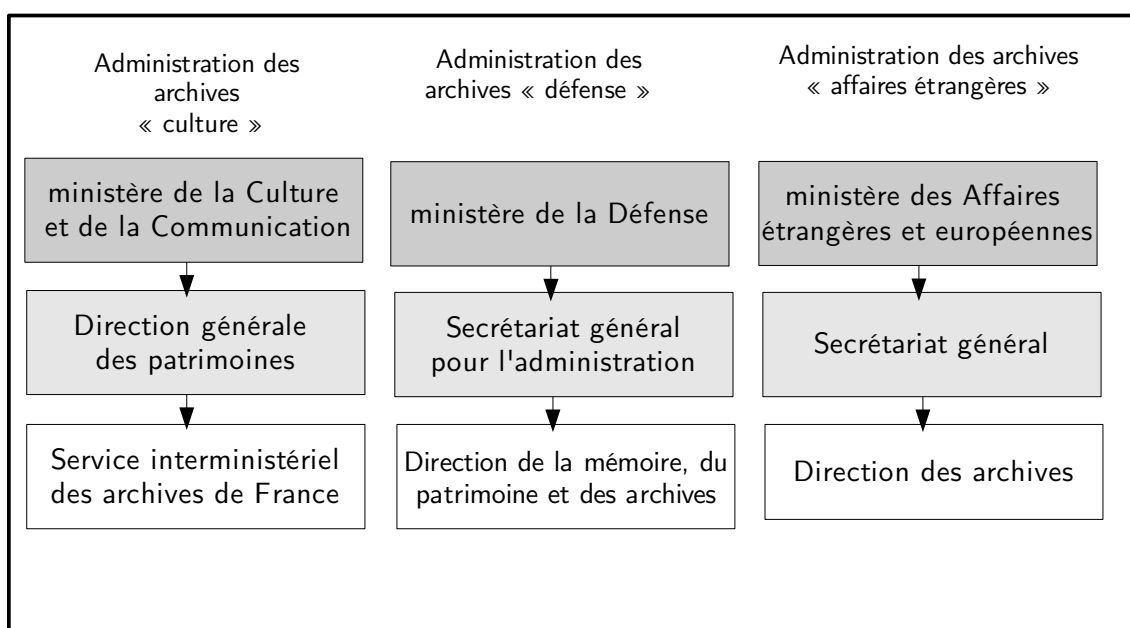 Administration des
archives
« culture »
ministère de la Culture
et de la Communication
Direction générale
des patrimoines
Service interministériel
des archives de France
Administration des
archives « défense »
ministère de la Défense
Secrétariat général
pour l'administration
Direction de la mémoire, du
patrimoine et des archives
Administration des archives
« affaires étrangères »
ministère des Affaires
étrangères et européennes
Secrétariat général
Direction des archives